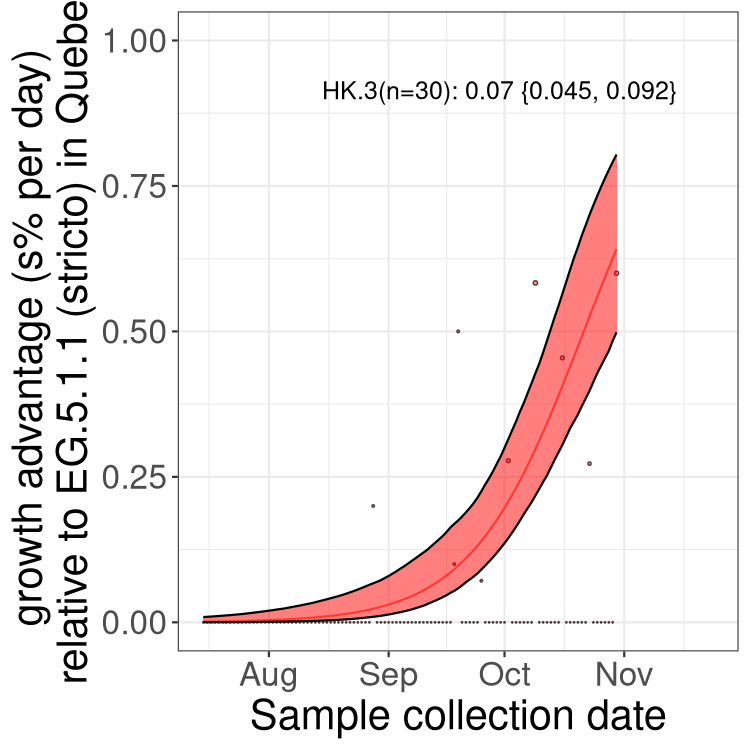 growth advantage (s% per day)
relative to EG.5.1.1 (stricto) in Quebe
1.00
0.75
0.50
0.25
0.00
HK.3(n=30): 0.07 {0.045, 0.092}
Aug Sep Oct Nov
Sample collection date